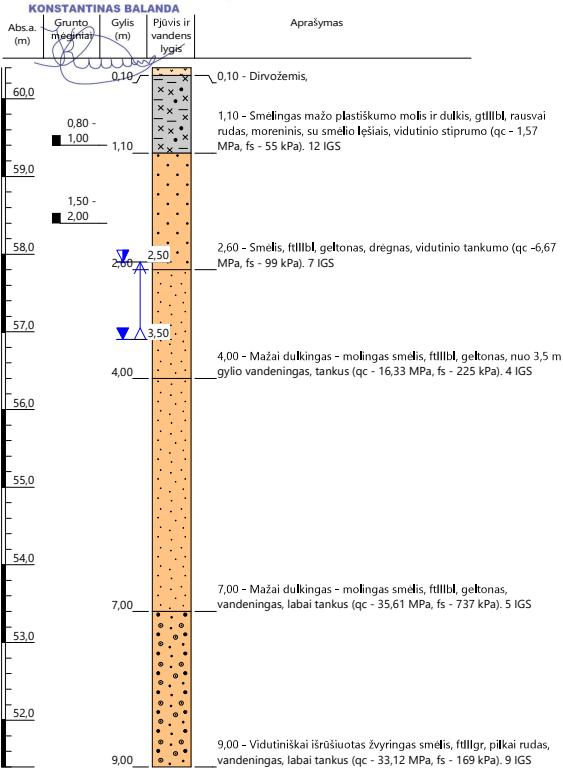 KONSTANTINAS BALANDA
Abs.a. (m)
Grunto mėginiai
Gylis (m)
Pjūvis ir vandens lygis
Aprašymas
0,10
0,10 - Dirvožemis,
60,0
0,80 - 1,00
1,10 - Smėlingas mažo plastiškumo molis ir dulkis, gtIIIbl, rausvai
rudas, moreninis, su smėlio lęšiais, vidutinio stiprumo (qc - 1,57
MPa, fs - 55 kPa). 12 IGS
1,10
59,0
1,50 - 2,00
58,0
2,50
2,60
2,60 - Smėlis, ftIIIbl, geltonas, drėgnas, vidutinio tankumo (qc -6,67
MPa, fs - 99 kPa). 7 IGS
57,0
3,50
4,00
4,00 - Mažai dulkingas - molingas smėlis, ftIIIbl, geltonas, nuo 3,5 m
gylio vandeningas, tankus (qc - 16,33 MPa, fs - 225 kPa). 4 IGS
56,0
55,0
54,0
7,00
7,00 - Mažai dulkingas - molingas smėlis, ftIIIbl, geltonas,
vandeningas, labai tankus (qc - 35,61 MPa, fs - 737 kPa). 5 IGS
53,0
52,0
9,00
9,00 - Vidutiniškai išrūšiuotas žvyringas smėlis, ftIIIgr, pilkai rudas,
vandeningas, labai tankus (qc - 33,12 MPa, fs - 169 kPa). 9 IGS